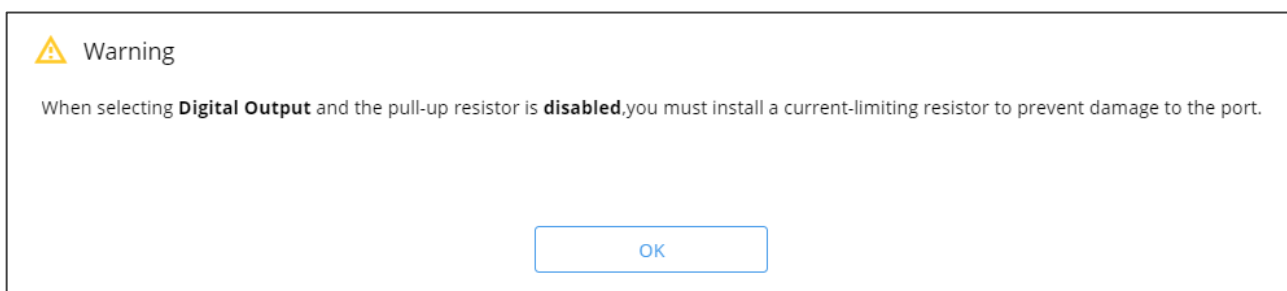 Warning
When selecting Digital Output and the pull-up resistor is disabled,you must install a current-limiting resistor to prevent damage to the port.
OK